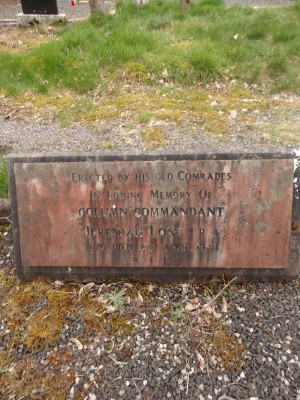 ERECTED BY HIS OLD COMRADES
IN LOVING MEMORY OF
COLUMN COMMANDANT
JEREMIAH LONG I.R.A.
WHO DIED
R.I.P.